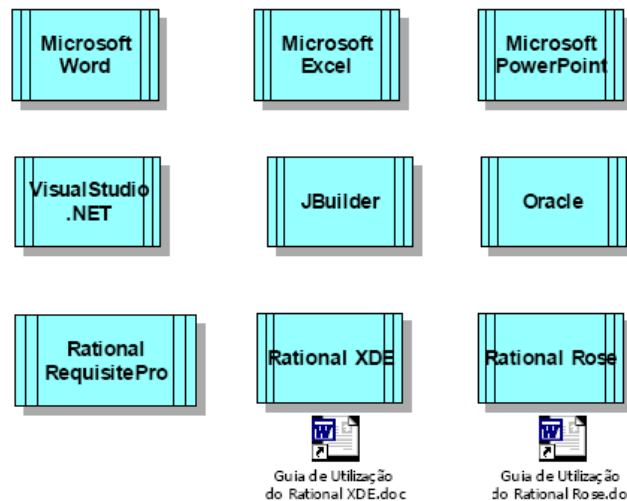 Microsoft
Word
Microsoft
Excel
Microsoft
PowerPoint
VisualStudio
.NET
JBuilder
Oracle
Rational
RequisitePro
Rational XDE
Rational Rose
W
Guia de Utilização
do Rational XDE.doc
W
Guia de Utilização
do Rational Rose.do